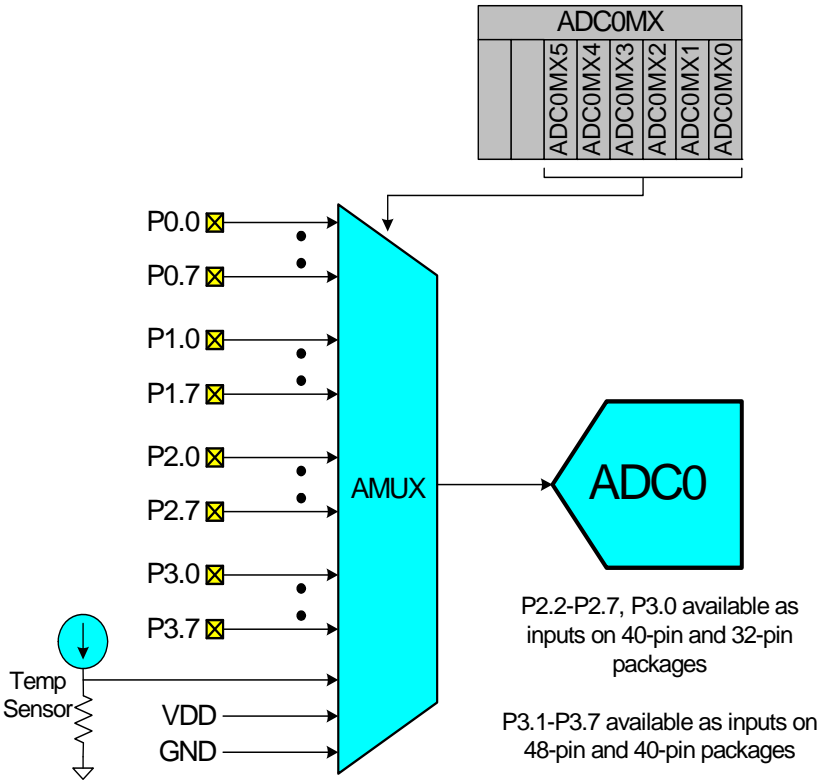 ADC0MX
ADC0MX5
ADC0MX4
ADC0MX3
ADC0MX2
ADC0MX1
ADC0MX0
P0.0
P0.7
P1.0
P1.7
P2.0
P2.7
P3.0
P3.7
AMUX
ADC0
Temp
Sensor
VDD
GND
P2.2-P2.7, P3.0 available as
inputs on 40-pin and 32-pin
packages
P3.1-P3.7 available as inputs on
48-pin and 40-pin packages